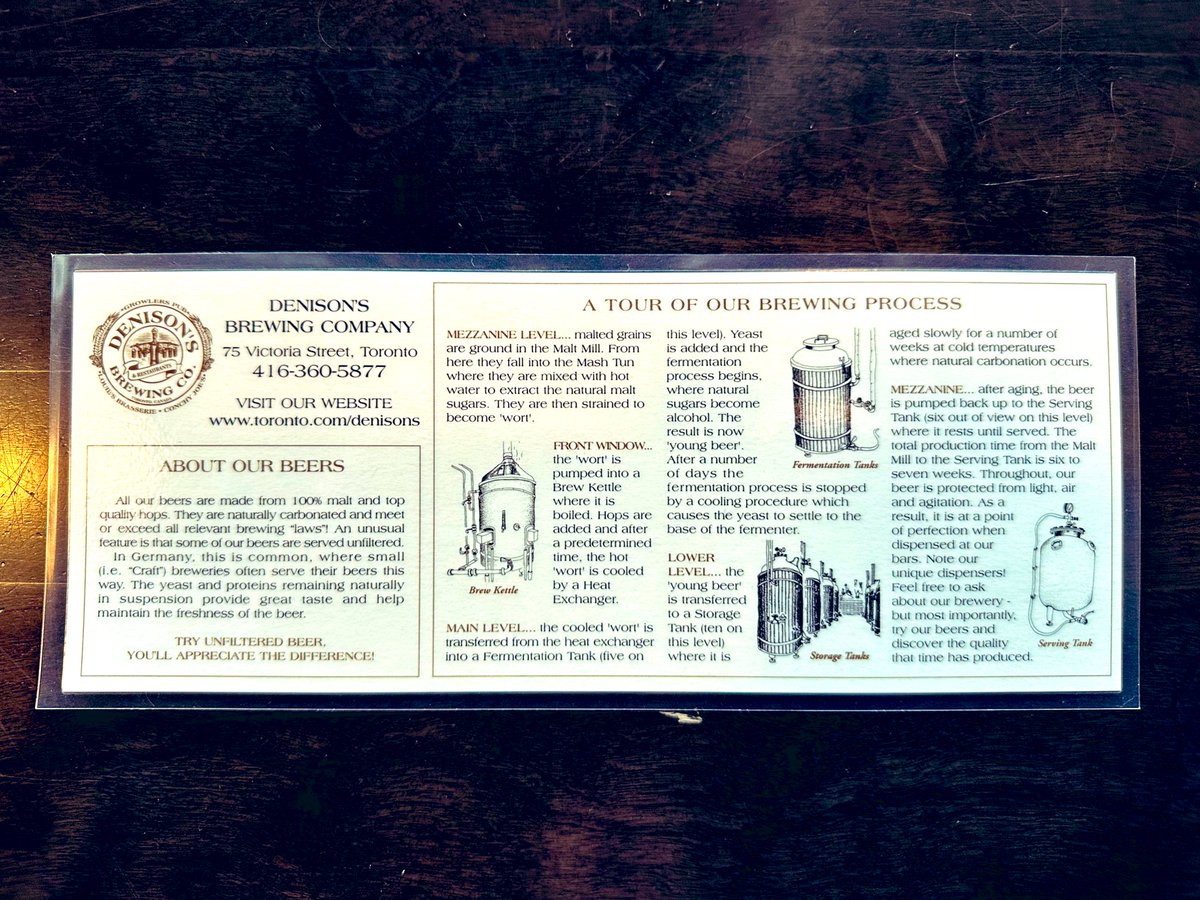 ·GROWLERS PUB·
DENISON'S
& RESTAURANTS
TORONTO, CANADA
BREWING CO.
LOUIS'S BRASSERIE • CONCHY JOE'S
DENISON'S
BREWING COMPANY
75 Victoria Street, Toronto
416-360-5877
VISIT OUR WEBSITE
www.toronto.com/denisons
ABOUT OUR BEERS
All our beers are made from 100% malt and top
quality hops. They are naturally carbonated and meet
or exceed all relevant brewing "laws"! An unusual
feature is that some of our beers are served unfiltered.
In Germany, this is common, where small
(i.e. "Craft") breweries often serve their beers this
way. The yeast and proteins remaining naturally
in suspension provide great taste and help
maintain the freshness of the beer.
TRY UNFILTERED BEER,
YOU'LL APPRECIATE THE DIFFERENCE!
A TOUR OF OUR BREWING PROCESS
MEZZANINE LEVEL... malted grains
are ground in the Malt Mill. From
here they fall into the Mash Tun
where they are mixed with hot
water to extract the natural malt
sugars. They are then strained to
become 'wort'.
FRONT WINDOW...
the 'wort' is
pumped into a
Brew Kettle
where it is
boiled. Hops are
added and after
a predetermined
time, the hot
'wort' is cooled
by a Heat
Exchanger.
Brew Kettle
MAIN LEVEL... the cooled 'wort' is
transferred from the heat exchanger
into a Fermentation Tank (five on
this level). Yeast
is added and the
fermentation
process begins,
where natural
sugars become
alcohol. The
result is now
'young beer'.
After a number
of days the
fermentation process is stopped
by a cooling procedure which
causes the yeast to settle to the
base of the fermenter.
Fermentation Tanks
LOWER
LEVEL... the
'young beer'
is transferred
to a Storage
Tank (ten on
this level)
where it is
Storage Tanks
aged slowly for a number of
weeks at cold temperatures
where natural carbonation occurs.
MEZZANINE... after aging, the beer
is pumped back up to the Serving
Tank (six out of view on this level)
where it rests until served. The
total production time from the Malt
Mill to the Serving Tank is six to
seven weeks. Throughout, our
beer is protected from light, air
and agitation. As a
result, it is at a point
of perfection when
dispensed at our
bars. Note our
unique dispensers!
Feel free to ask
about our brewery -
but most importantly,
try our beers and
discover the quality
that time has produced.
Serving Tank